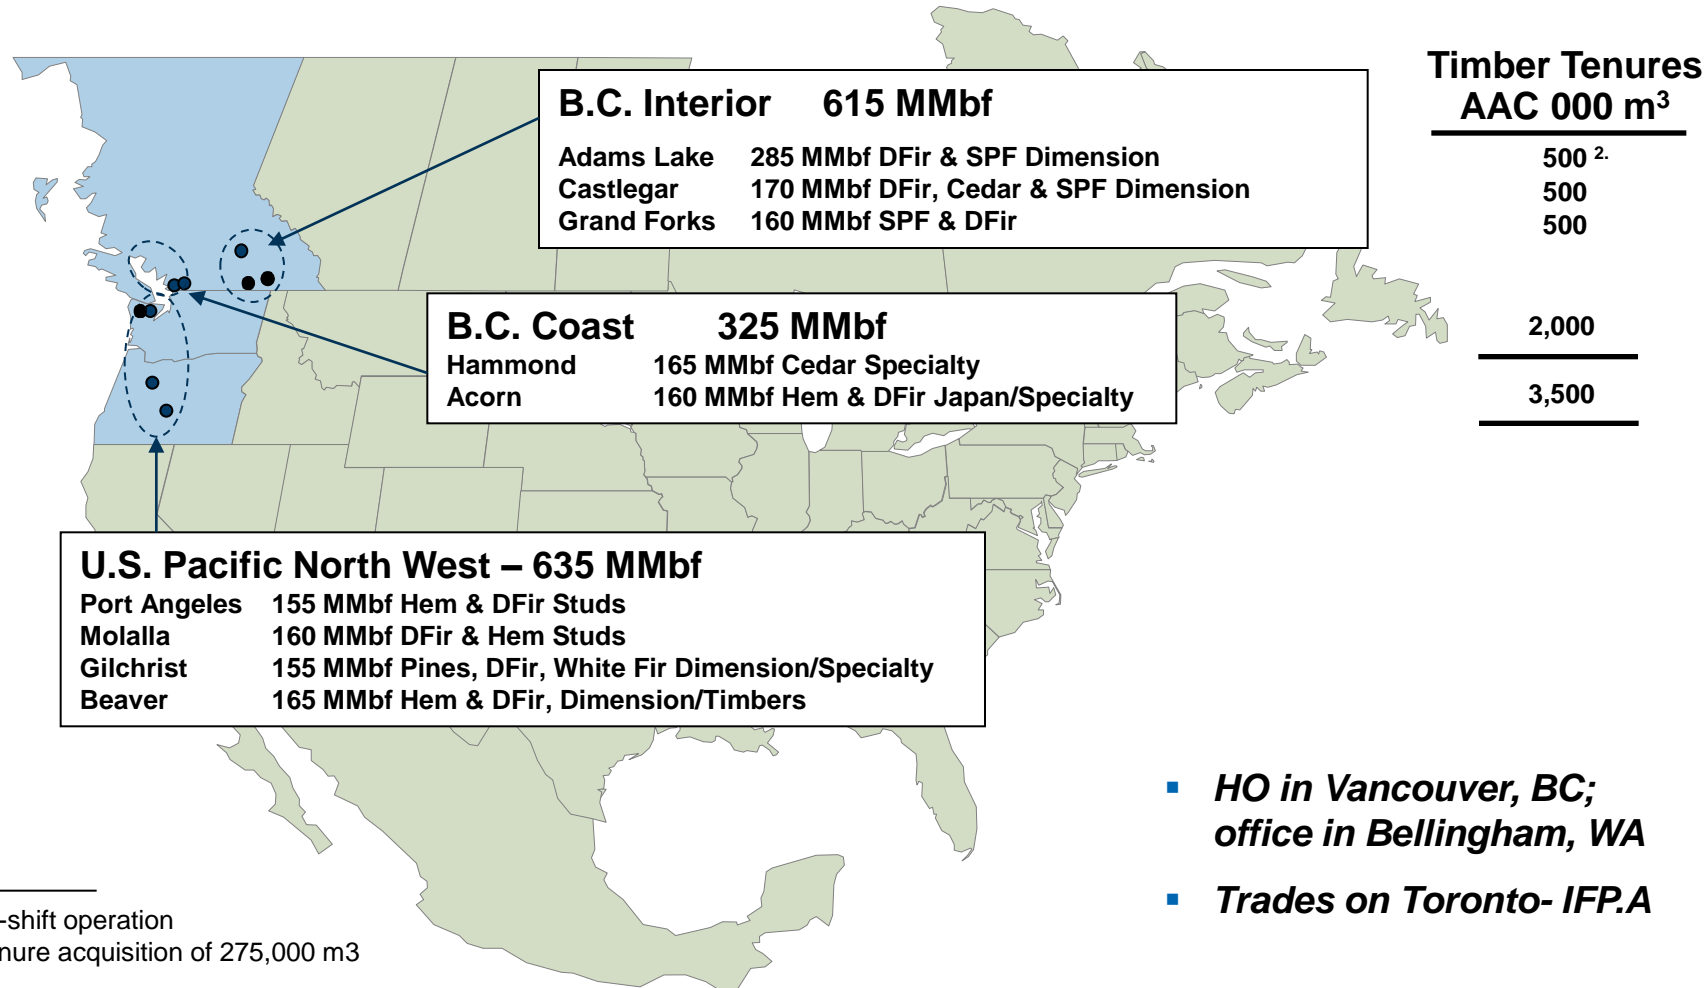 Timber Tenures
AAC 000 m³
B.C. Interior 615 MMbf
Adams Lake 285 MMbf DFir & SPF Dimension 500 2.
Castlegar 170 MMbf DFir, Cedar & SPF Dimension 500
Grand Forks 160 MMbf SPF & DFir 500
B.C. Coast 325 MMbf 2,000
Hammond 165 MMbf Cedar Specialty
Acorn 160 MMbf Hem & DFir Japan/Specialty 3,500
U.S. Pacific North West – 635 MMbf
Port Angeles 155 MMbf Hem & DFir Studs
Molalla 160 MMbf DFir & Hem Studs
Gilchrist 155 MMbf Pines, DFir, White Fir Dimension/Specialty
Beaver 165 MMbf Hem & DFir, Dimension/Timbers
▪ HO in Vancouver, BC;
office in Bellingham, WA
▪ Trades on Toronto- IFP.A
-shift operation
acquisition of 275,000 m3